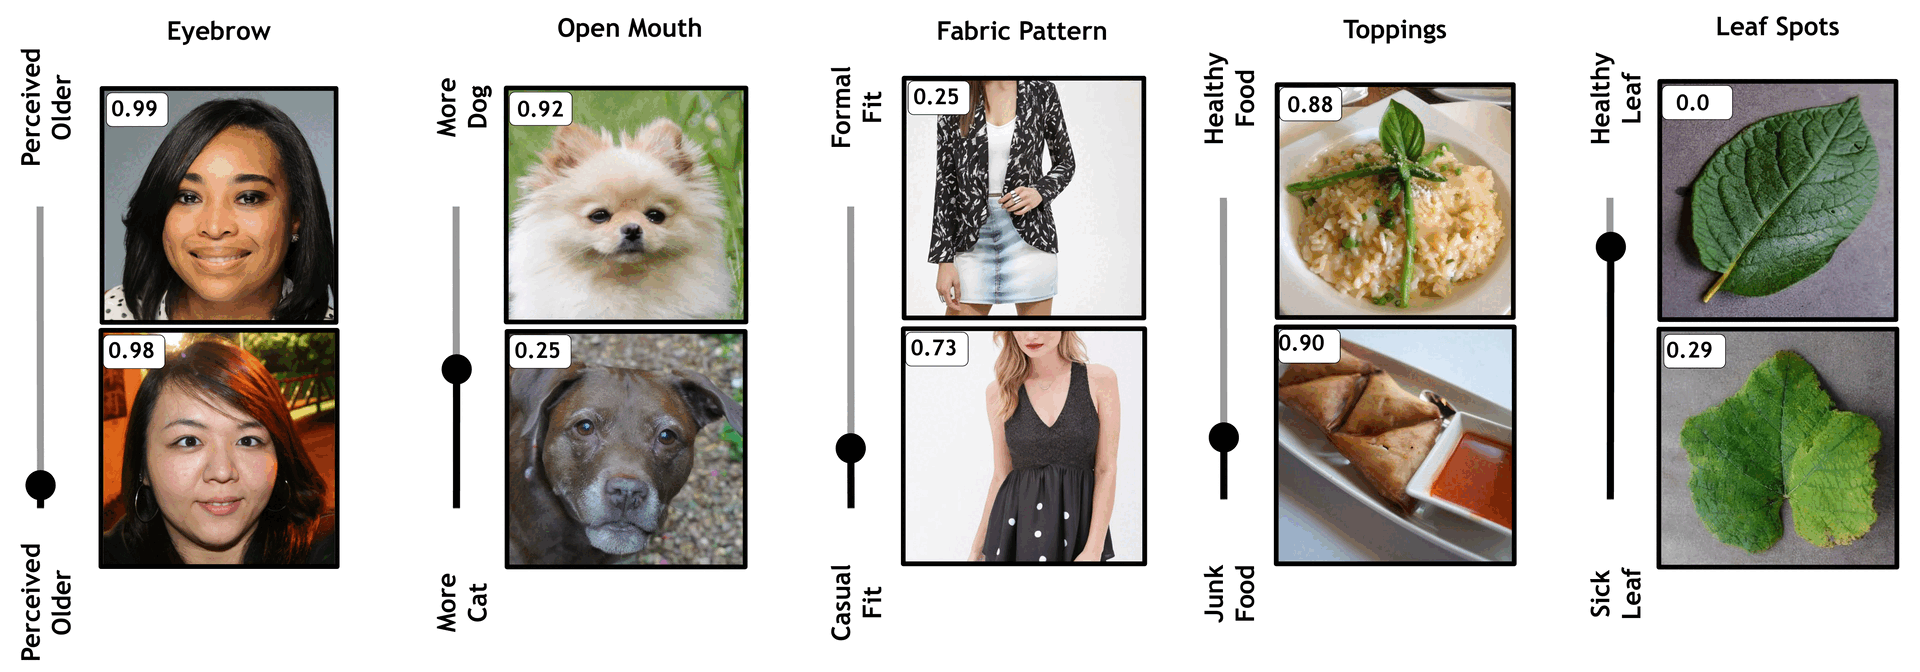 Eyebrow
Perceived
Older
0.99
0.98
Perceived
Older
Open Mouth
More
Dog
0.92
0.25
More
Cat
Fabric Pattern
Formal
Fit
0.25
0.73
Casual
Fit
Toppings
Healthy
Food
0.88
0.90
Junk
Food
Leaf Spots
Healthy
Leaf
0.0
0.29
Sick
Leaf